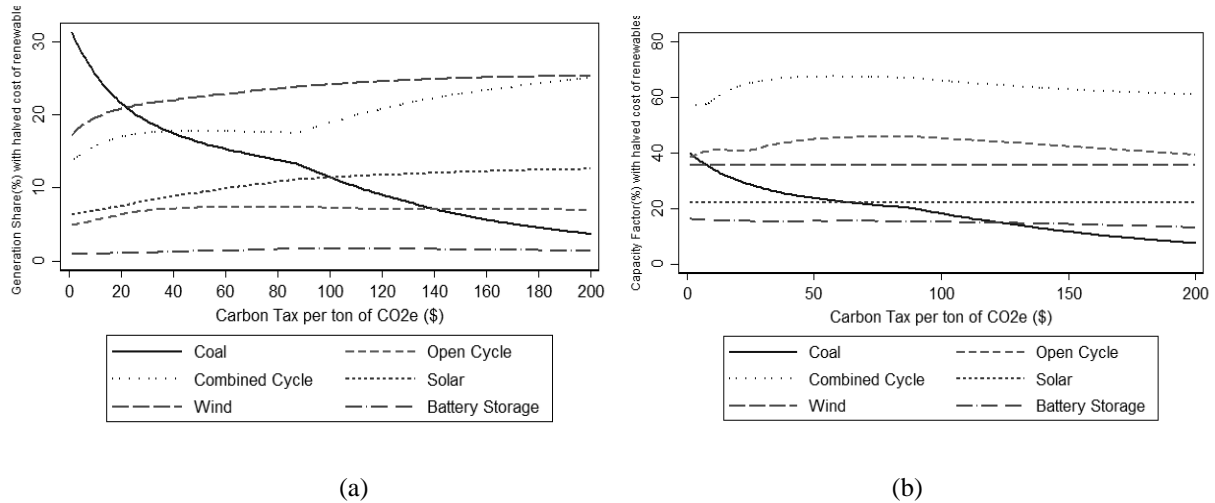 Generation Share(%) with halved cost of renewable
30
20
10
0
0 20 40 60 80 100 120 140 160 180 200
Carbon Tax per ton of CO2e ($)
Coal Open Cycle
Combined Cycle Solar
Wind Battery Storage
(a)
Capacity Factor(%) with halved cost of renewables
80
60
40
20
0
0 50 100 150 200
Carbon Tax per ton of CO2e ($)
Coal Open Cycle
Combined Cycle Solar
Wind Battery Storage
(b)